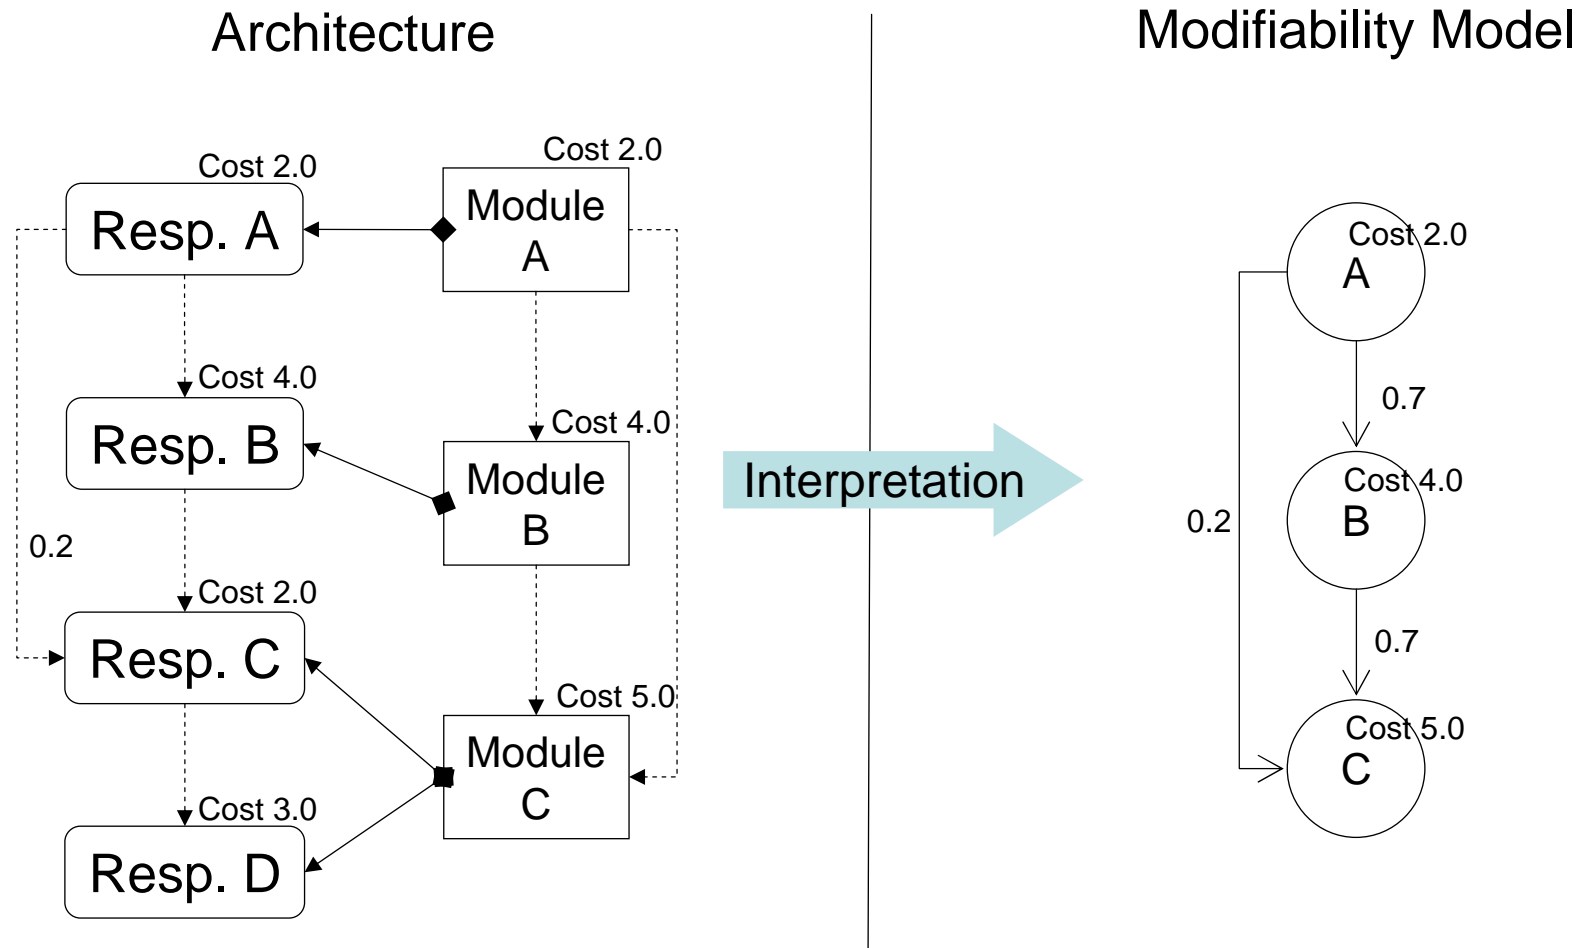 Architecture
Modifiability Model
Cost 2.0
Resp. A
Cost 2.0
Module
A
Cost 4.0
Resp. B
Cost 4.0
Module
B
0.2
Cost 2.0
Resp. C
Cost 5.0
Module
C
Cost 3.0
Resp. D
Interpretation
Cost 2.0
A
0.7
Cost 4.0
B
0.2
0.7
Cost 5.0
C